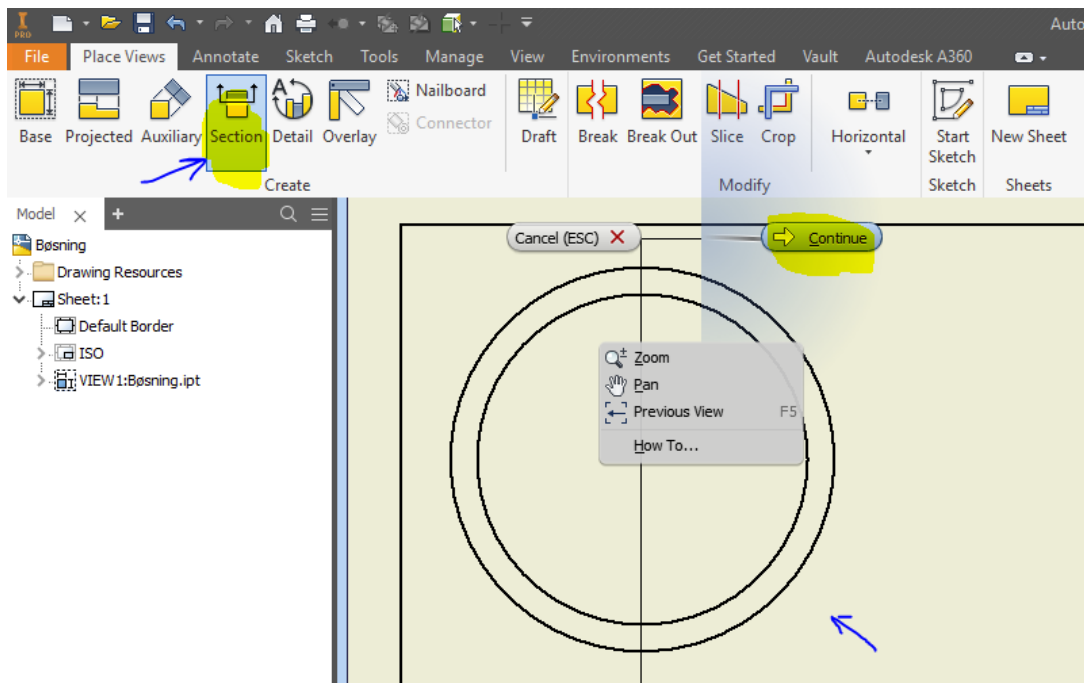 PRO
Auto
File Place Views Annotate Sketch Tools Manage View Environments Get Started Vault Autodesk A360
Nailboard
Connector
Base Projected Auxiliary Section Detail Overlay Draft Break Break Out Slice Crop Horizontal Start Sketch New Sheet
Create Modify Sketch Sheets
Model
Bøsning
Drawing Resources
Sheet:1
Default Border
ISO
VIEW1:Bøsning.ipt
Cancel (ESC) Continue
Zoom
Pan
Previous View F5
How To...